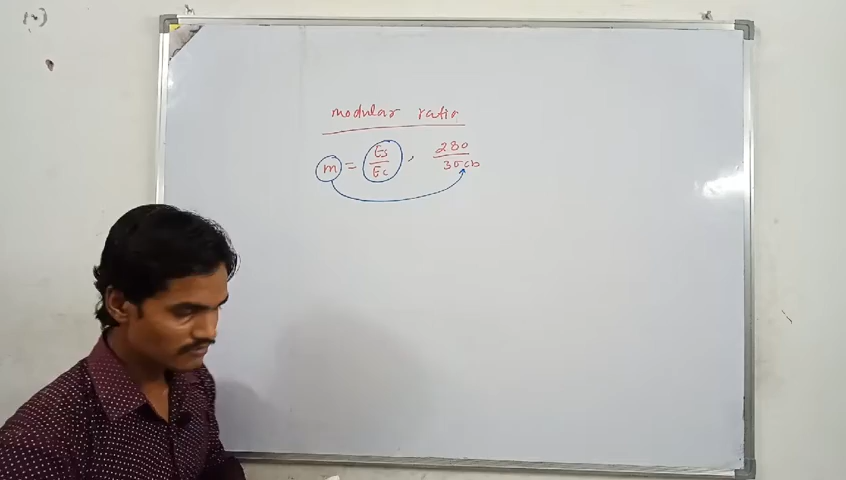 modular ratio
m = Es/Ec , 280/3σcb